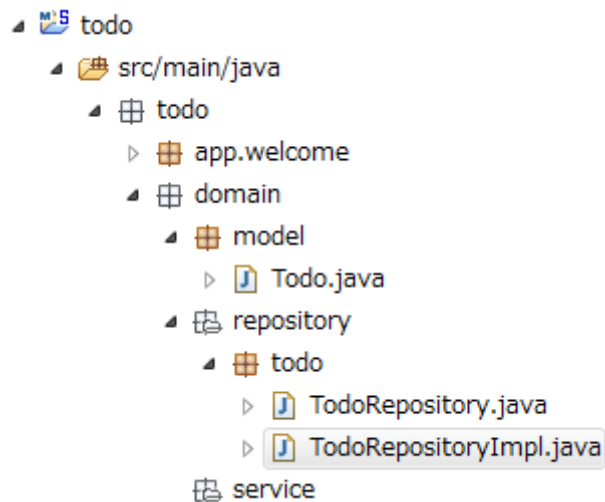 todo
src/main/java
todo
app.welcome
domain
model
Todo.java
repository
todo
TodoRepository.java
TodoRepositoryImpl.java
service